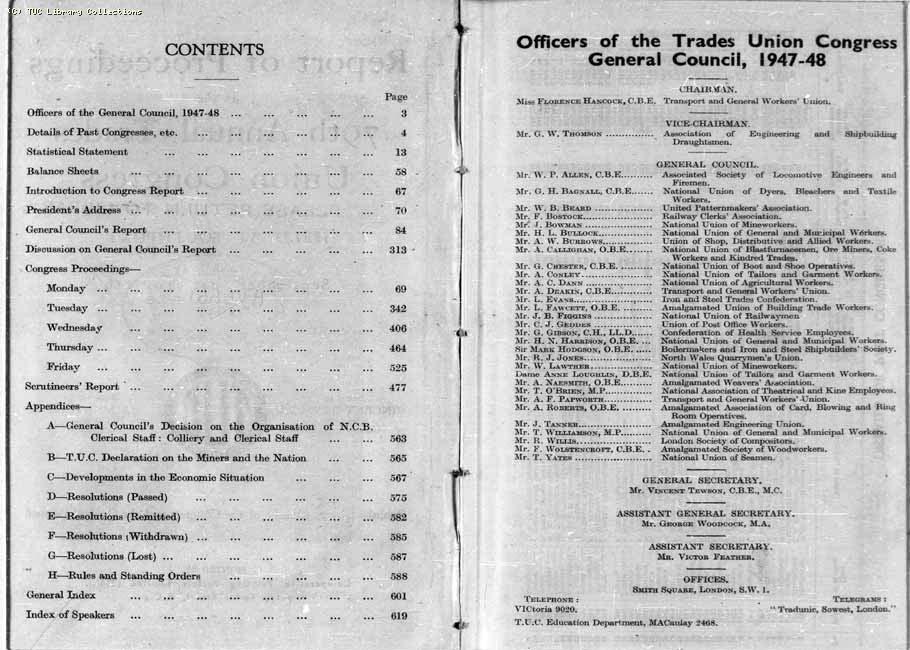 (C) TUC Library Collections
CONTENTS
Page
Officers of the General Council, 1947-48 ... ... ... ... ... 3
Details of Past Congresses, etc. ... ... ... ... ... ... 4
Statistical Statement ... ... ... ... ... ... ... 13
Balance Sheets ... ... ... ... ... ... ... ... 58
Introduction to Congress Report ... ... ... ... ... ... 67
President's Address ... ... ... ... ... ... ... ... 70
General Council's Report ... ... ... ... ... ... ... 84
Discussion on General Council's Report ... ... ... ... ... 313
Congress Proceedings—
Monday ... ... ... ... ... ... ... ... ... 69
Tuesday ... ... ... ... ... ... ... ... ... 342
Wednesday ... ... ... ... ... ... ... ... 406
Thursday ... ... ... ... ... ... ... ... ... 464
Friday ... ... ... ... ... ... ... ... 525
Scrutineers' Report ... ... ... ... ... ... ... ... 477
Appendices—
A—General Council's Decision on the Organisation of N.C.B.
Clerical Staff: Colliery and Clerical Staff ... ... 563
B—T.U.C. Declaration on the Miners and the Nation ... ... 565
C—Developments in the Economic Situation ... ... ... 567
D—Resolutions (Passed) ... ... ... ... ... ... 575
E—Resolutions (Remitted) ... ... ... ... ... ... 582
F—Resolutions (Withdrawn) ... ... ... ... ... ... 585
G—Resolutions (Lost) ... ... ... ... ... ... ... 587
H—Rules and Standing Orders ... ... ... ... ... 588
General Index ... ... ... ... ... ... ... ... 601
Index of Speakers ... ... ... ... ... ... ... ... 619
Officers of the Trades Union Congress
General Council, 1947-48
CHAIRMAN.
Miss Florence Hancock, C.B.E. Transport and General Workers' Union.
VICE-CHAIRMAN.
Mr. G. W. Thomson ............... Association of Engineering and Shipbuilding
Draughtsmen.
GENERAL COUNCIL.
Mr. W. P. Allen, C.B.E......... Associated Society of Locomotive Engineers and
Firemen.
Mr. G. H. Bagnall, C.B.E....... National Union of Dyers, Bleachers and Textile
Workers.
Mr. W. B. Beard .................. United Patternmakers' Association.
Mr. F. Bostock..................... Railway Clerks' Association.
Mr. J. Bowman ..................... National Union of Mineworkers.
Mr. H. L. Bullock.................. National Union of General and Municipal Workers.
Mr. A. W. Burrows............... Union of Shop, Distributive and Allied Workers.
Mr. A. Callighan, O.B.E........ National Union of Blastfurnacemen, Ore Miners, Coke
Workers and Kindred Trades.
Mr. G. Chester, C.B.E. .......... National Union of Boot and Shoe Operatives.
Mr. A. Conley ..................... National Union of Tailors and Garment Workers.
Mr. A. C. Dann ..................... National Union of Agricultural Workers.
Mr. A. Deakin, C.B.E............ Transport and General Workers' Union.
Mr. L. Evans........................ Iron and Steel Trades Confederation.
Mr. L. Fawcett, O.B.E. ......... Amalgamated Union of Building Trade Workers.
Mr. J. B. Figgins .................. National Union of Railwaymen
Mr. C. J. Geddes .................. Union of Post Office Workers.
Mr. G. Gibson, C.H., LL.D...... Confederation of Health Service Employees.
Mr. H. N. Harrison, O.B.E. ... National Union of General and Municipal Workers.
Sir Mark Hodgson, O.B.E. ..... Boilermakers and Iron and Steel Shipbuilders' Society.
Mr. R. J. Jones..................... North Wales Quarrymen's Union.
Mr. W. Lawther .................. National Union of Mineworkers.
Dame Anne Loughlin, D.B.E. National Union of Tailors and Garment Workers.
Mr. A. Naesmith, O.B.E......... Amalgamated Weavers' Association.
Mr. T. O'Brien, M.P............... National Association of Theatrical and Kine Employees.
Mr. A. F. Papworth............... Transport and General Workers' Union.
Mr. A. Roberts, O.B.E. ......... Amalgamated Association of Card, Blowing and Ring
Room Operatives.
Mr. J. Tanner..................... Amalgamated Engineering Union.
Mr. T. Williamson, M.P......... National Union of General and Municipal Workers.
Mr. R. Willis..................... London Society of Compositors.
Mr. F. Wolstencroft, C.B.E. . Amalgamated Society of Woodworkers.
Mr. T. Yates ..................... National Union of Seamen.
GENERAL SECRETARY.
Mr. Vincent Tewson, C.B.E., M.C.
ASSISTANT GENERAL SECRETARY.
Mr. George Woodcock, M.A.
ASSISTANT SECRETARY.
Mr. Victor Feather.
OFFICES.
Smith Square, London, S.W. 1.
Telephone: Telegrams:
VICtoria 9020. "Tradunic, Sowest, London."
T.U.C. Education Department, MACaulay 2468.